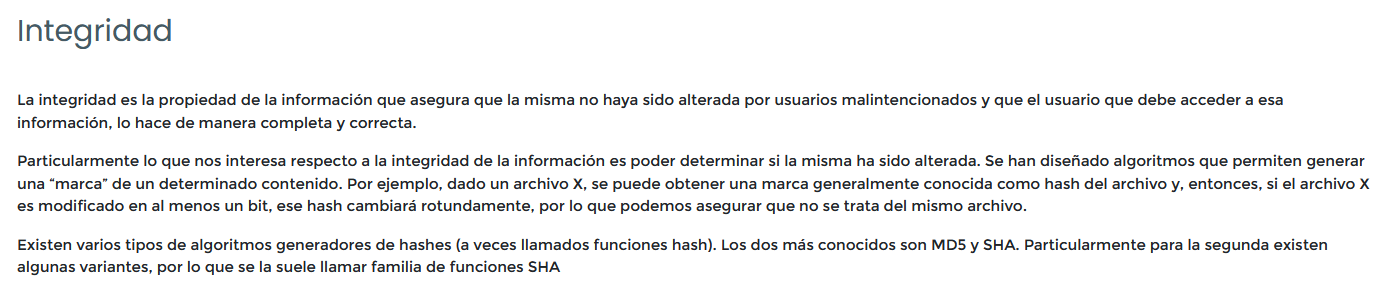 Integridad
La integridad es la propiedad de la información que asegura que la misma no haya sido alterada por usuarios malintencionados y que el usuario que debe acceder a esa
información, lo hace de manera completa y correcta.
Particularmente lo que nos interesa respecto a la integridad de la información es poder determinar si la misma ha sido alterada. Se han diseñado algoritmos que permiten generar
una “marca” de un determinado contenido. Por ejemplo, dado un archivo X, se puede obtener una marca generalmente conocida como hash del archivo y, entonces, si el archivo X
es modificado en al menos un bit, ese hash cambiará rotundamente, por lo que podemos asegurar que no se trata del mismo archivo.
Existen varios tipos de algoritmos generadores de hashes (a veces llamados funciones hash). Los dos más conocidos son MD5 y SHA. Particularmente para la segunda existen
algunas variantes, por lo que se la suele llamar familia de funciones SHA